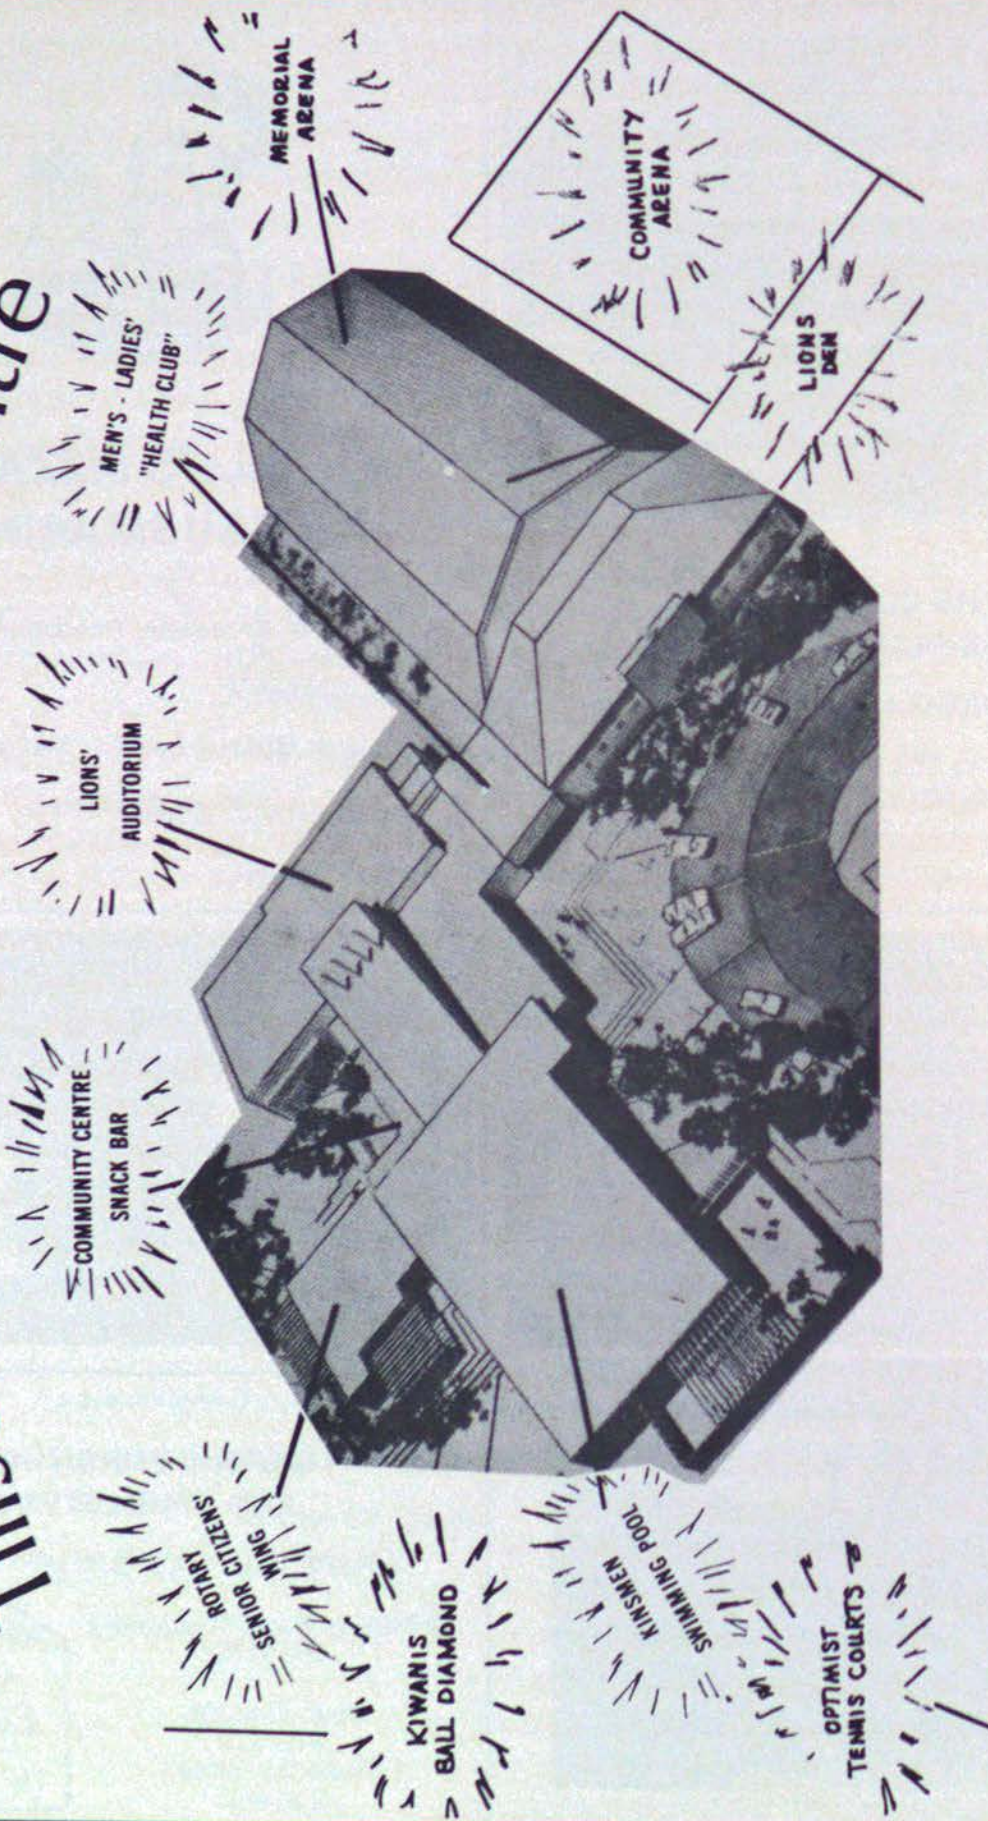 COMMUNITY CENTRE
SNACK BAR
LIONS'
AUDITORIUM
MEN'S - LADIES'
"HEALTH CLUB"
MEMORIAL
ARENA
ROTARY
SENIOR CITIZENS'
WING
KIWANIS
BALL DIAMOND
KINSMEN
SWIMMING POOL
OPTIMIST
TENNIS COURTS
COMMUNITY
ARENA
LIONS
DEN